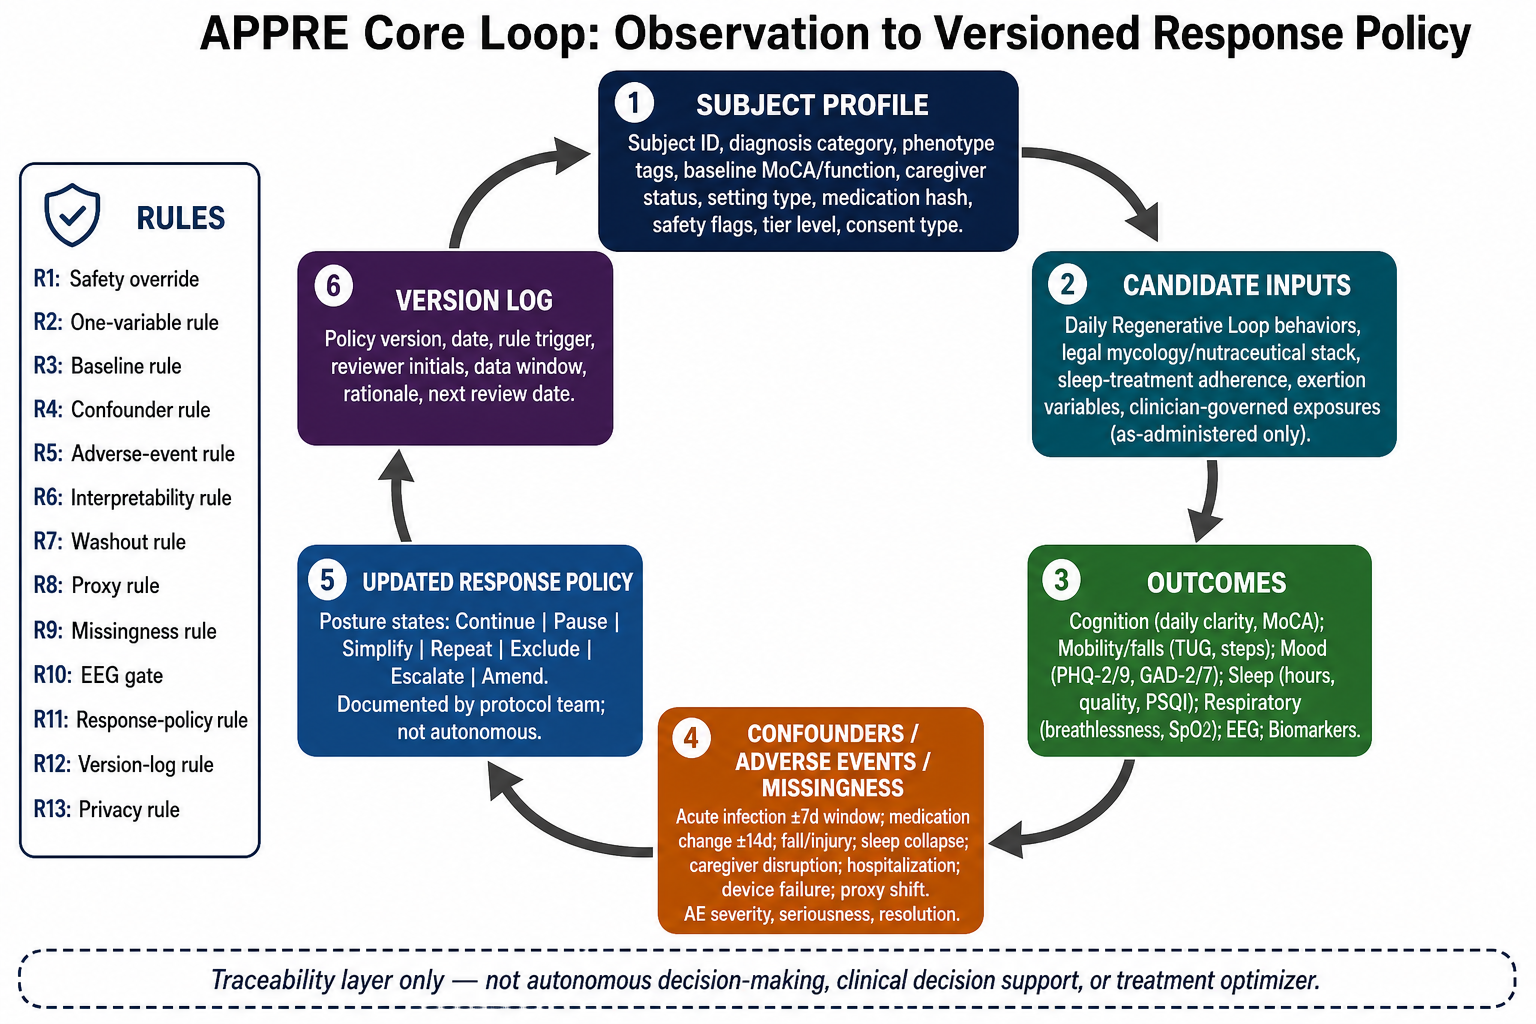 APPRE Core Loop: Observation to Versioned Response Policy
1
SUBJECT PROFILE
Subject ID, diagnosis category, phenotype
tags, baseline MoCA/function, caregiver
status, setting type, medication hash,
safety flags, tier level, consent type.
2
CANDIDATE INPUTS
Daily Regenerative Loop behaviors,
legal mycology/nutraceutical stack,
sleep-treatment adherence, exertion
variables, clinician-governed exposures
(as-administered only).
3
OUTCOMES
Cognition (daily clarity, MoCA);
Mobility/falls (TUG, steps); Mood
(PHQ-2/9, GAD-2/7); Sleep (hours,
quality, PSQI); Respiratory
(breathlessness, SpO2); EEG; Biomarkers.
4
CONFOUNDERS /
ADVERSE EVENTS /
MISSINGNESS
Acute infection ±7d window; medication
change ±14d; fall/injury; sleep collapse;
caregiver disruption; hospitalization;
device failure; proxy shift.
AE severity, seriousness, resolution.
5
UPDATED RESPONSE POLICY
Posture states: Continue | Pause |
Simplify | Repeat | Exclude |
Escalate | Amend.
Documented by protocol team;
not autonomous.
6
VERSION LOG
Policy version, date, rule trigger,
reviewer initials, data window,
rationale, next review date.
RULES
R1: Safety override
R2: One-variable rule
R3: Baseline rule
R4: Confounder rule
R5: Adverse-event rule
R6: Interpretability rule
R7: Washout rule
R8: Proxy rule
R9: Missingness rule
R10: EEG gate
R11: Response-policy rule
R12: Version-log rule
R13: Privacy rule
Traceability layer only — not autonomous decision-making, clinical decision support, or treatment optimizer.